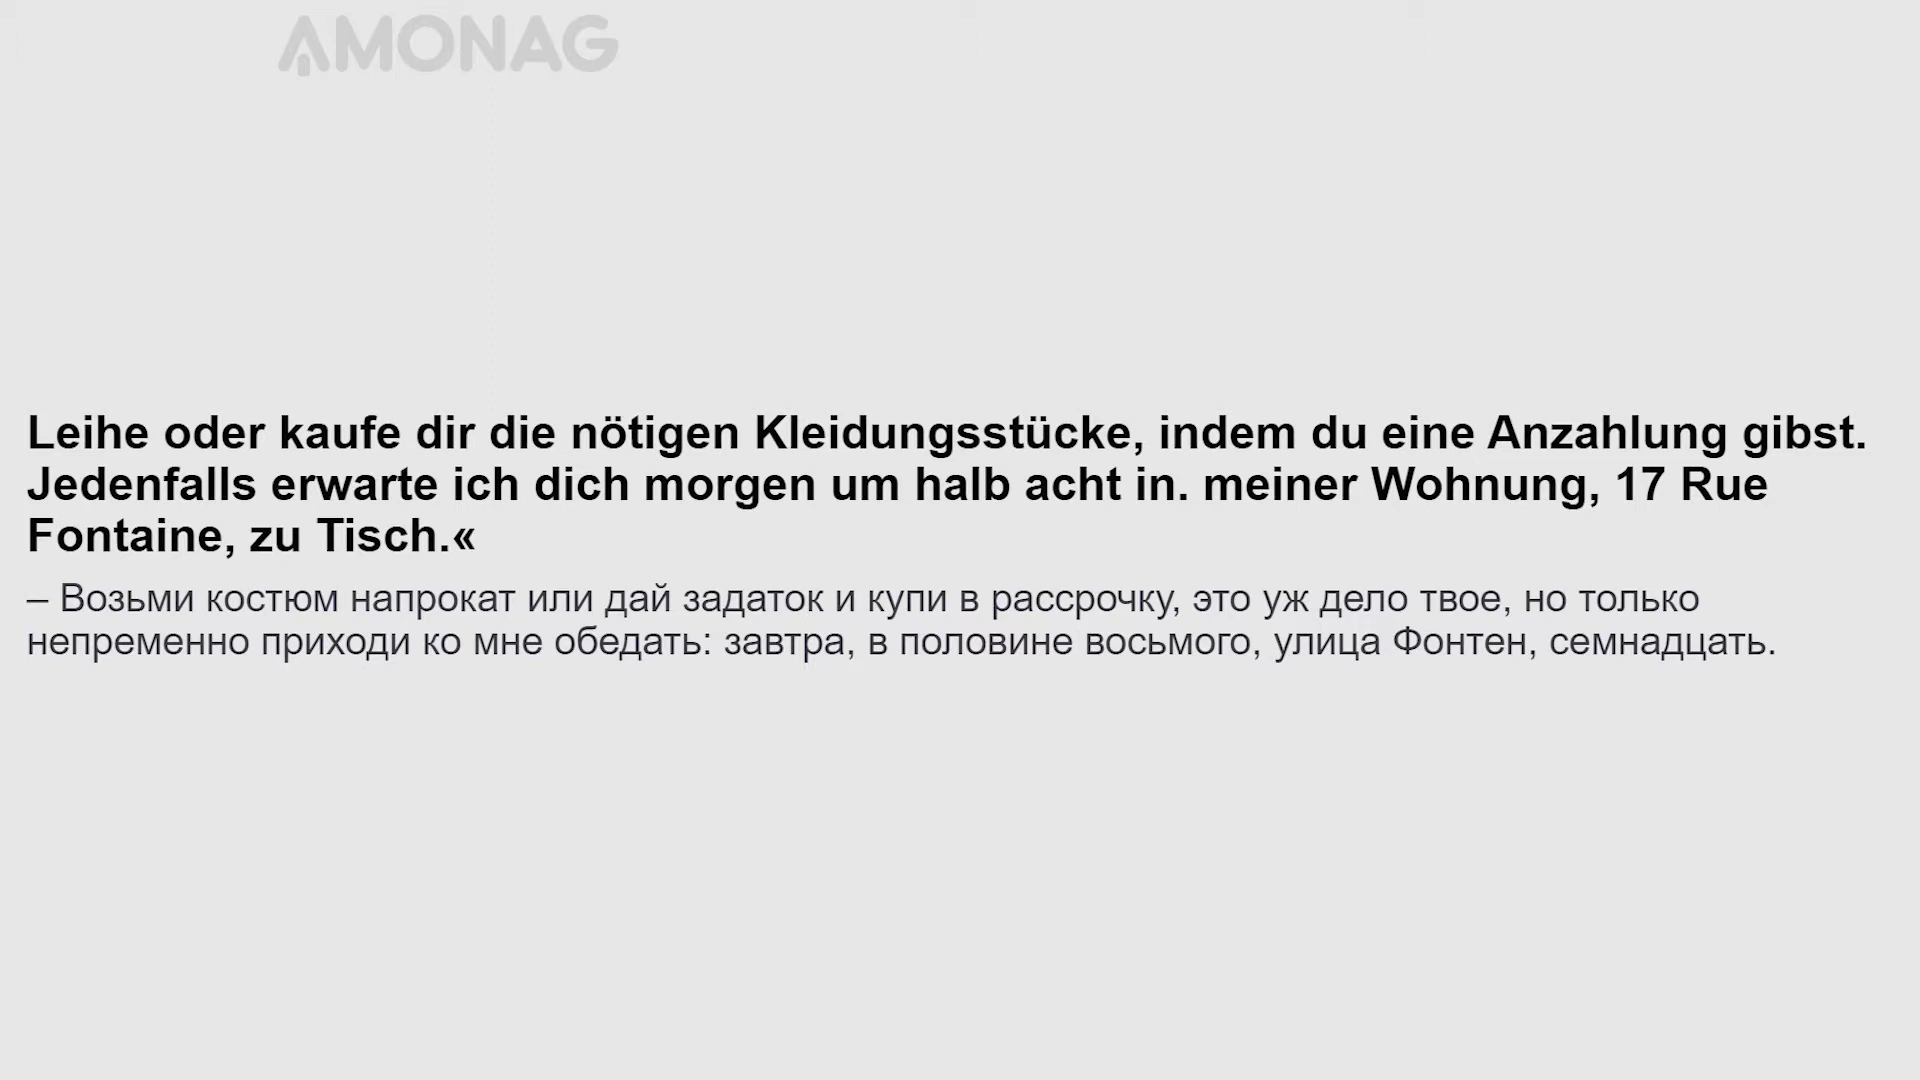 AMONAG
Leihe oder kaufe dir die nötigen Kleidungsstücke, indem du eine Anzahlung gibst.
Jedenfalls erwarte ich dich morgen um halb acht in. meiner Wohnung, 17 Rue
Fontaine, zu Tisch.«
– Возьми костюм напрокат или дай задаток и купи в рассрочку, это уж дело твое, но только
непременно приходи ко мне обедать: завтра, в половине восьмого, улица Фонтен, семнадцать.